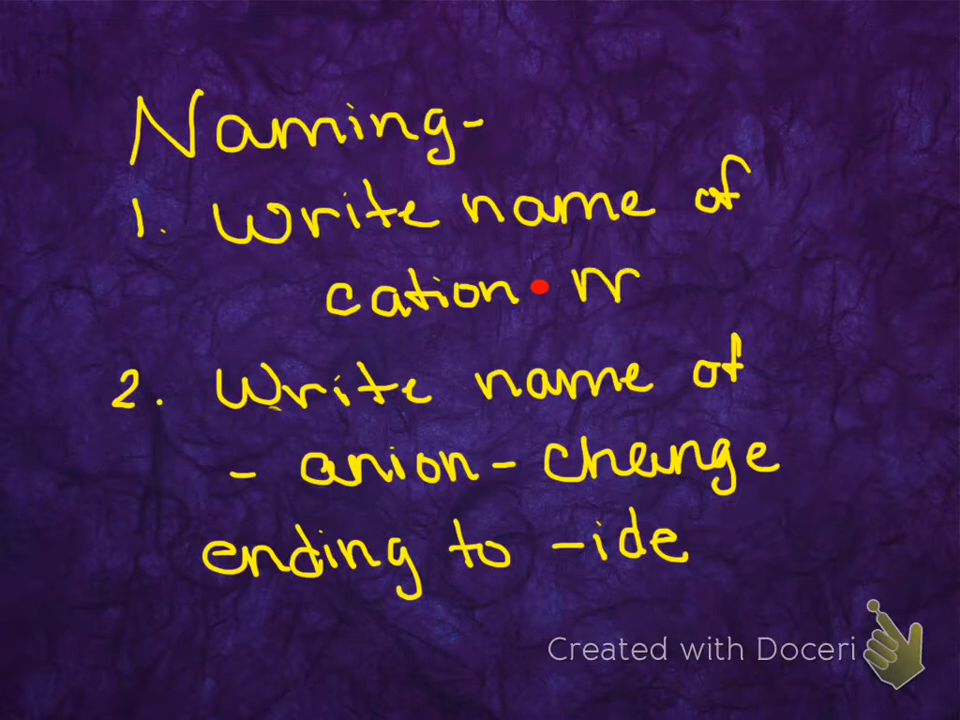 Naming-
1. Write name of
cation
2. Write name of
- anion - change
ending to -ide
Created with Doceri